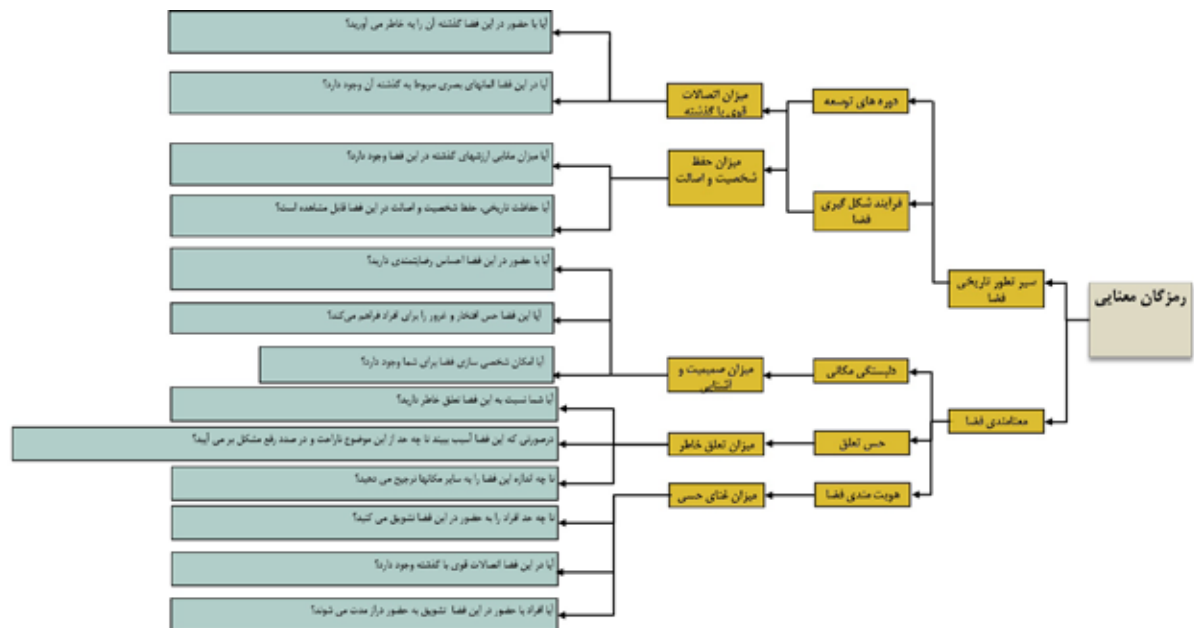 رمزگان معنایی
سیر تطور تاریخی
فضا
معنامندی فضا
دوره های توسعه
فرایند شکل گیری
فضا
دلبستگی مکانی
حس تعلق
هویت مندی فضا
میزان اتصالات
قوی با گذشته
میزان حفظ
شخصیت و اصالت
میزان صمیمیت و
آشنایی
میزان تعلق خاطر
میزان غنای حسی
آیا با حضور در این فضا گذشته آن را به خاطر می آورید؟
آیا در این فضا المانهای بصری مربوط به گذشته آن وجود دارد؟
آیا میزان مانایی ارزشهای گذشته در این فضا وجود دارد؟
آیا حفاظت تاریخی، حفظ شخصیت و اصالت در این فضا قابل مشاهده است؟
آیا با حضور در این فضا احساس رضایتمندی دارید؟
آیا این فضا حس افتخار و غرور را برای افراد فراهم می‌کند؟
آیا امکان شخصی سازی فضا برای شما وجود دارد؟
آیا شما نسبت به این فضا تعلق خاطر دارید؟
درصورتی که این فضا آسیب ببیند تا چه حد از این موضوع ناراحت و در صدد رفع مشکل بر می آیید؟
تا چه اندازه این فضا را به سایر مکانها ترجیح می دهید؟
تا چه حد افراد را به حضور در این فضا تشویق می کنید؟
آیا در این فضا اتصالات قوی با گذشته وجود دارد؟
آیا افراد با حضور در این فضا تشویق به حضور دراز مدت می شوند؟